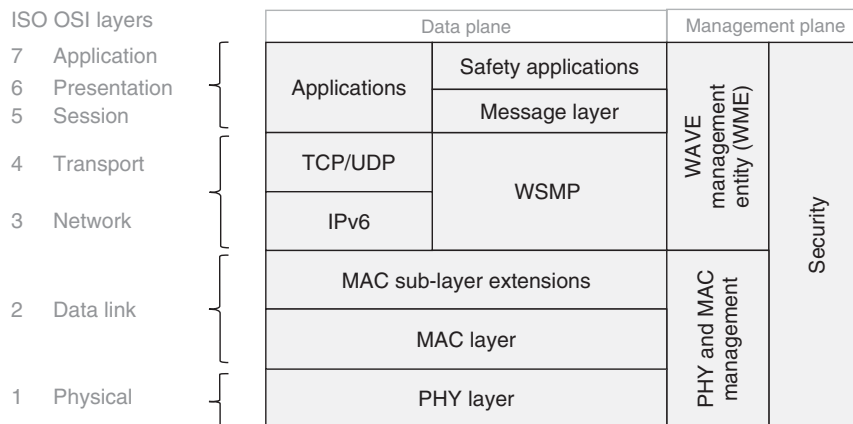 ISO OSI layers
Data plane
Management plane
7 Application
6 Presentation
5 Session
4 Transport
3 Network
2 Data link
1 Physical
Applications
Safety applications
Message layer
TCP/UDP
WSMP
IPv6
MAC sub-layer extensions
MAC layer
PHY layer
WAVE
management
entity (WME)
PHY and MAC
management
Security